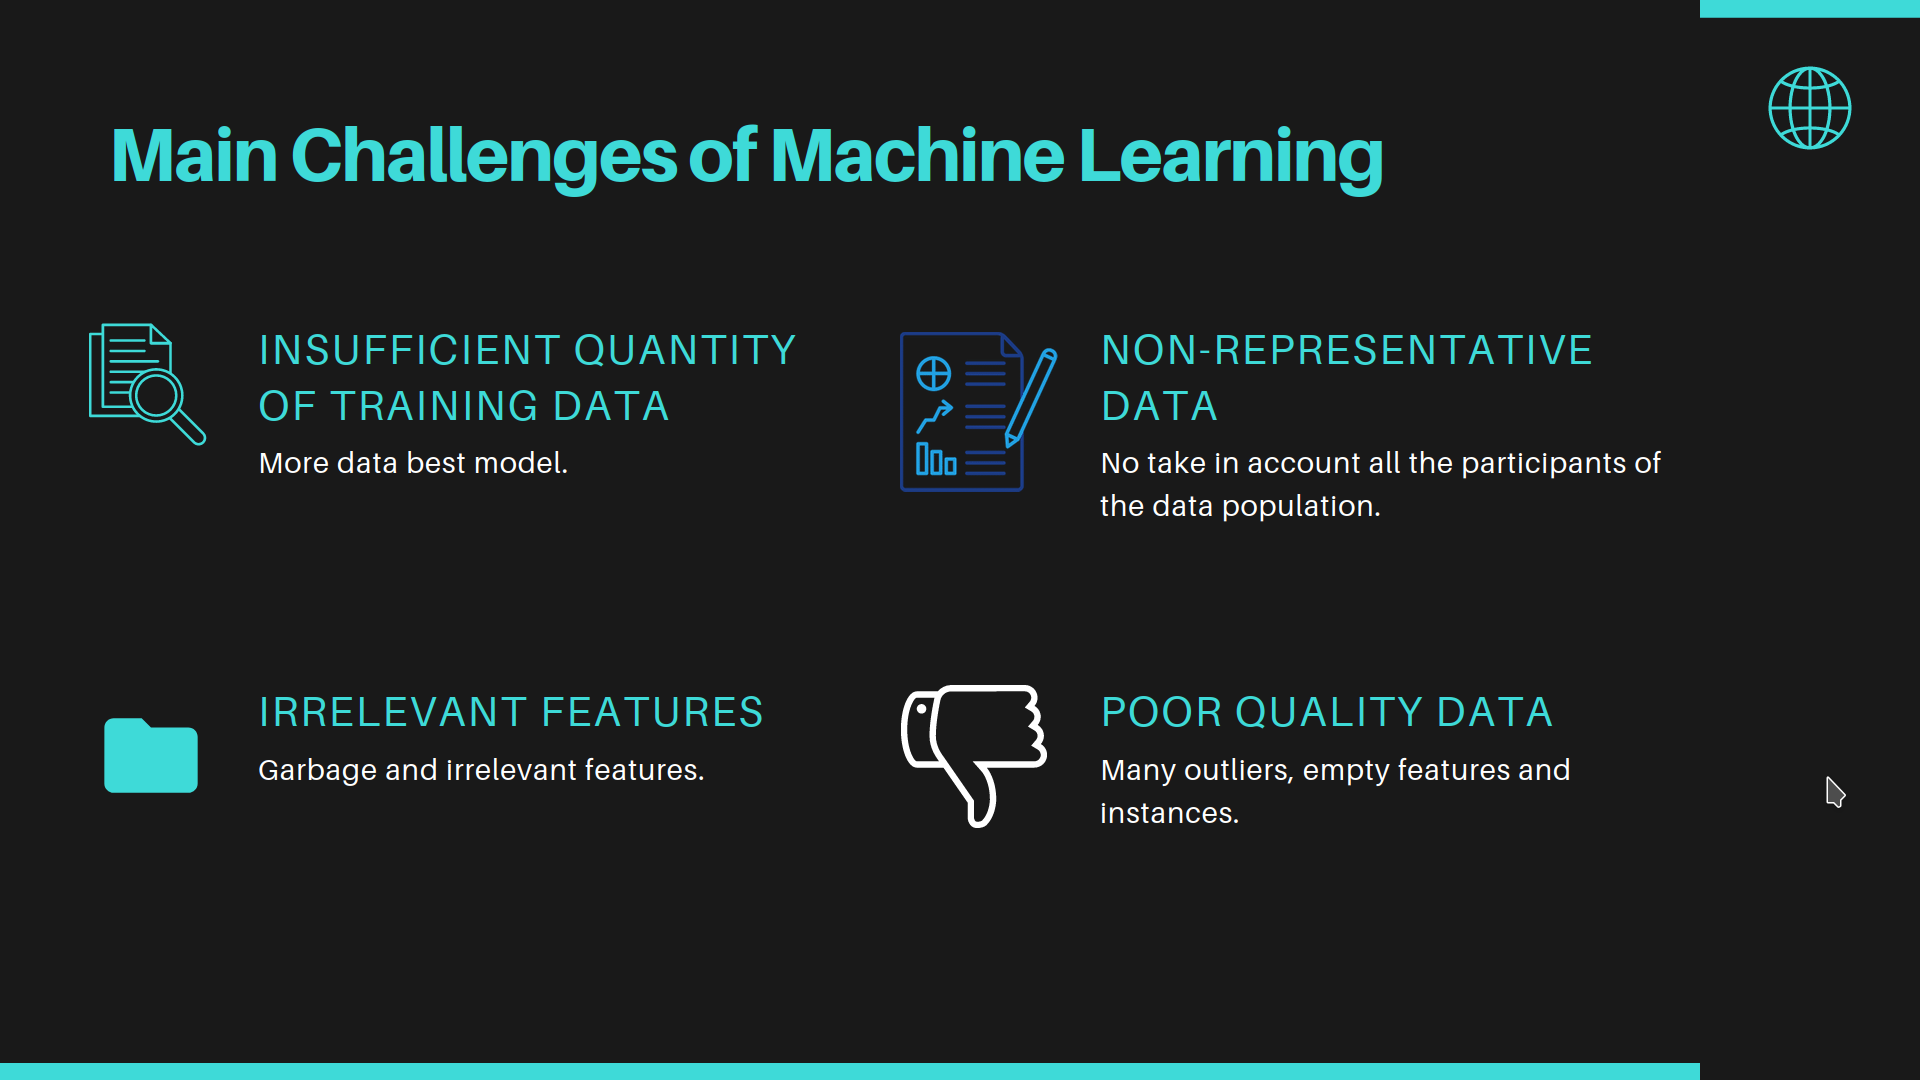 Main Challenges of Machine Learning
INSUFFICIENT QUANTITY
OF TRAINING DATA
More data best model.
NON-REPRESENTATIVE
DATA
No take in account all the participants of
the data population.
IRRELEVANT FEATURES
Garbage and irrelevant features.
POOR QUALITY DATA
Many outliers, empty features and
instances.